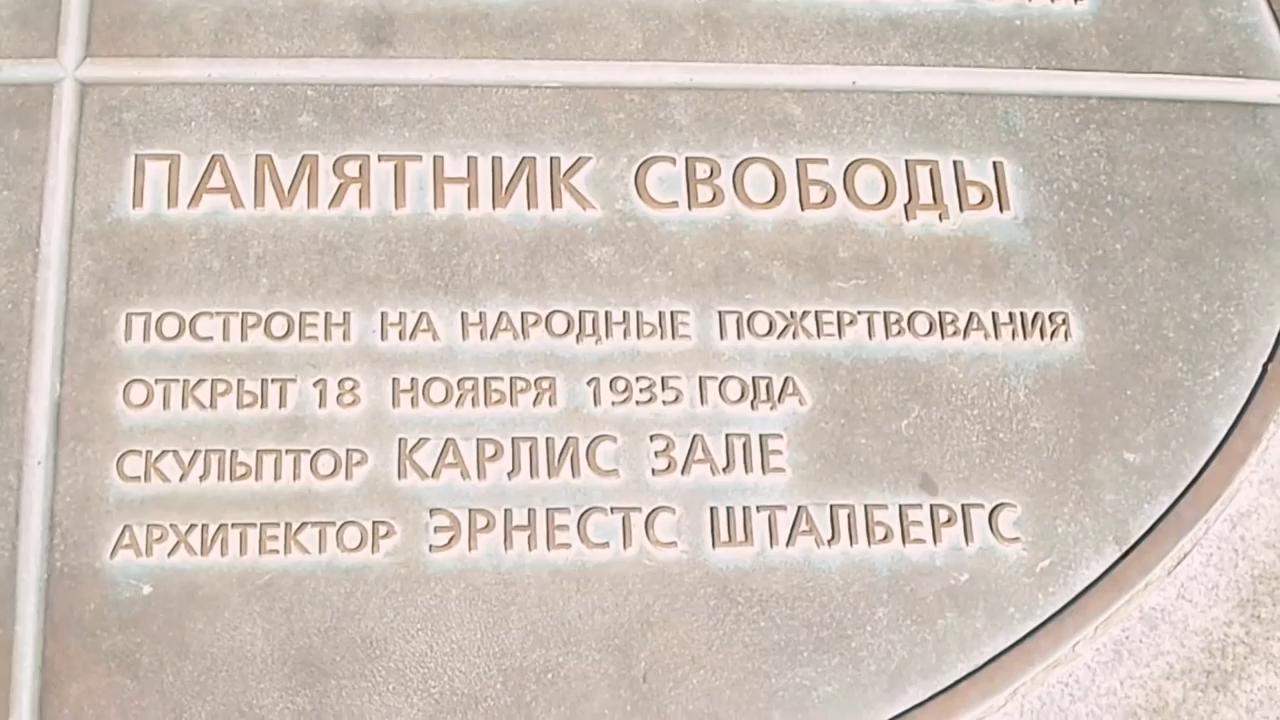 ПАМЯТНИК СВОБОДЫ
ПОСТРОЕН НА НАРОДНЫЕ ПОЖЕРТВОВАНИЯ
ОТКРЫТ 18 НОЯБРЯ 1935 ГОДА
СКУЛЬПТОР КАРЛИС ЗАЛЕ
АРХИТЕКТОР ЭРНЕСТС ШТАЛБЕРГС